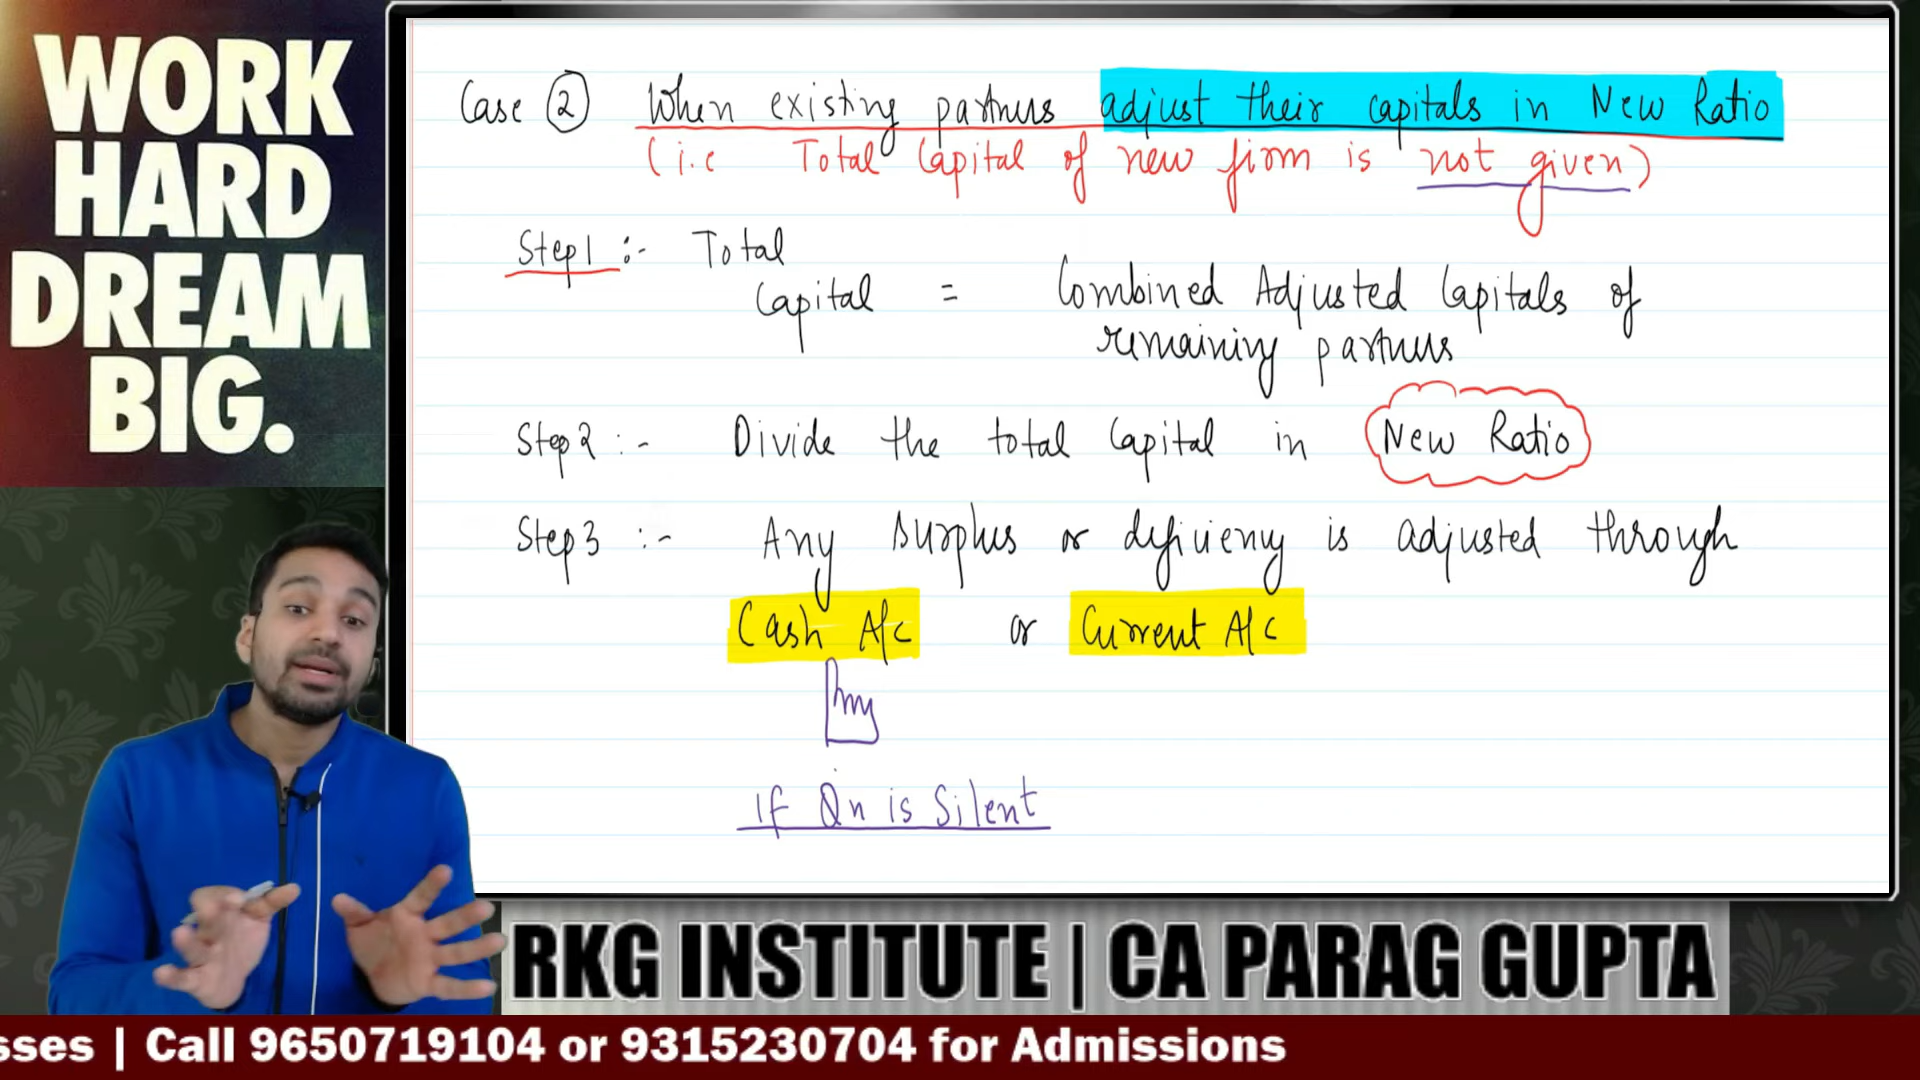 WORK
HARD
DREAM
BIG.
Case 2 When existing partners adjust their capitals in New Ratio
(i.e Total Capital of new firm is not given)
Step1 :- Total
Capital = Combined Adjusted Capitals of
remaining partners
Step2 :- Divide the total Capital in New Ratio
Step3 :- Any Surplus or deficiency is adjusted through
Cash A/c or Current A/c
If Qn is Silent
RKG INSTITUTE | CA PARAG GUPTA
sses | Call 9650719104 or 9315230704 for Admissions